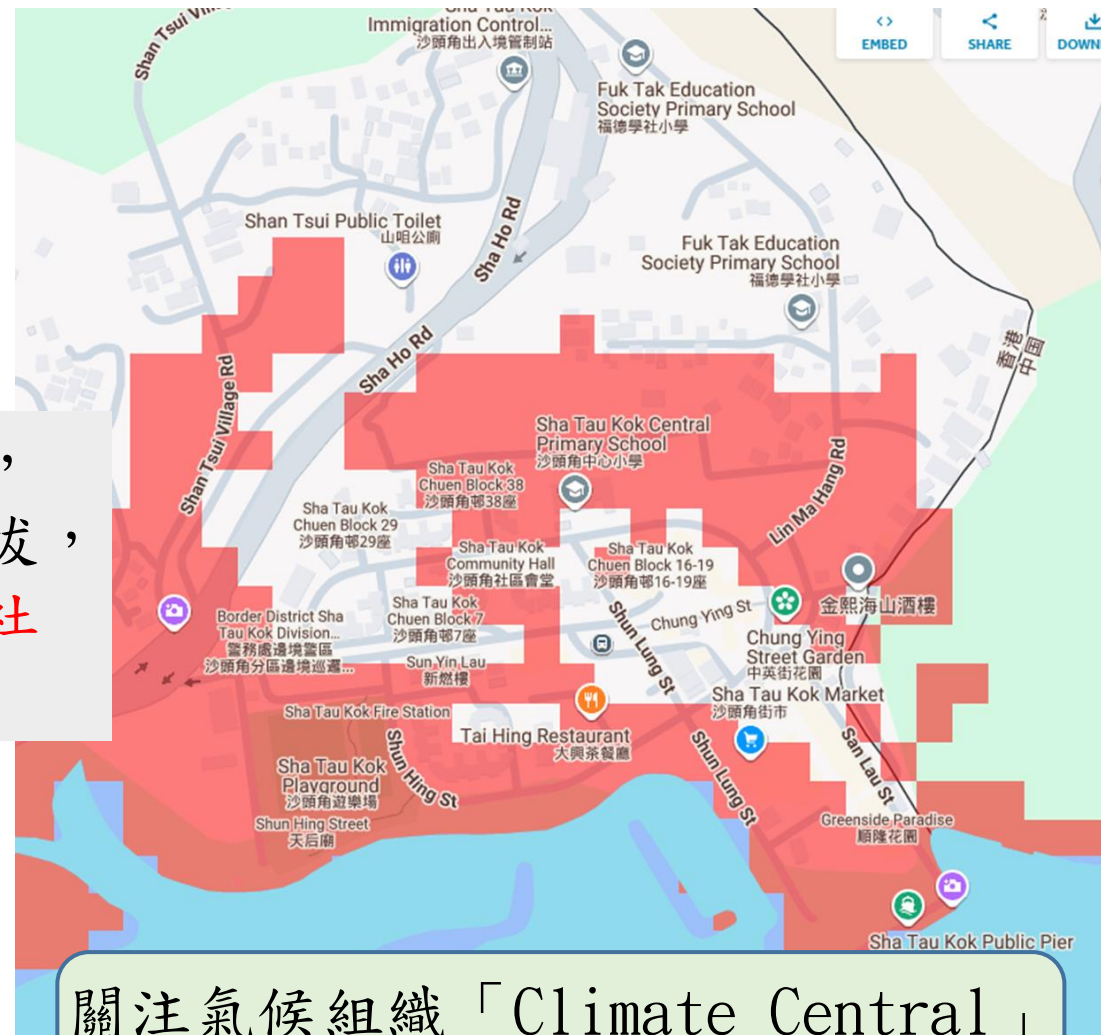 Sha Tau Kok
Immigration Control...
沙頭角出入境管制站
EMBED
SHARE
Shan Tsui
Fuk Tak Education
Society Primary School
福德學社小學
Shan Tsui Public Toilet
山咀公廁
Sha Ho Rd
Fuk Tak Education
Society Primary School
福德學社小學
香港
中国
Sha Ho Rd
Shan Tsui Village Rd
Sha Tau Kok Central
Primary School
沙頭角中心小學
Lin Ma Hang Rd
，
拔，
社
Sha Tau Kok
Chuen Block 38
沙頭角邨38座
Sha Tau Kok
Chuen Block 29
沙頭角邨29座
Sha Tau Kok
Community Hall
沙頭角社區會堂
Sha Tau Kok
Chuen Block 16-19
沙頭角邨16-19座
金熙海山酒樓
Chung Ying St
Border District Sha
Tau Kok Division...
警務處邊境警區
沙頭角分區邊境巡邏...
Sha Tau Kok
Chuen Block 7
沙頭角邨7座
Shun Lung St
Chung Ying
Street Garden
中英街花園
Sun Yin Lau
新燃樓
Sha Tau Kok Market
沙頭角街市
Sha Tau Kok Fire Station
Tai Hing Restaurant
大興茶餐廳
Shun Hing St
Shun Lung St
San Lau St
Sha Tau Kok
Playground
沙頭角遊樂場
Shun Hing Street
天后廟
Greenside Paradise
順隆花園
Sha Tau Kok Public Pier
關注氣候組織「Climate Central」